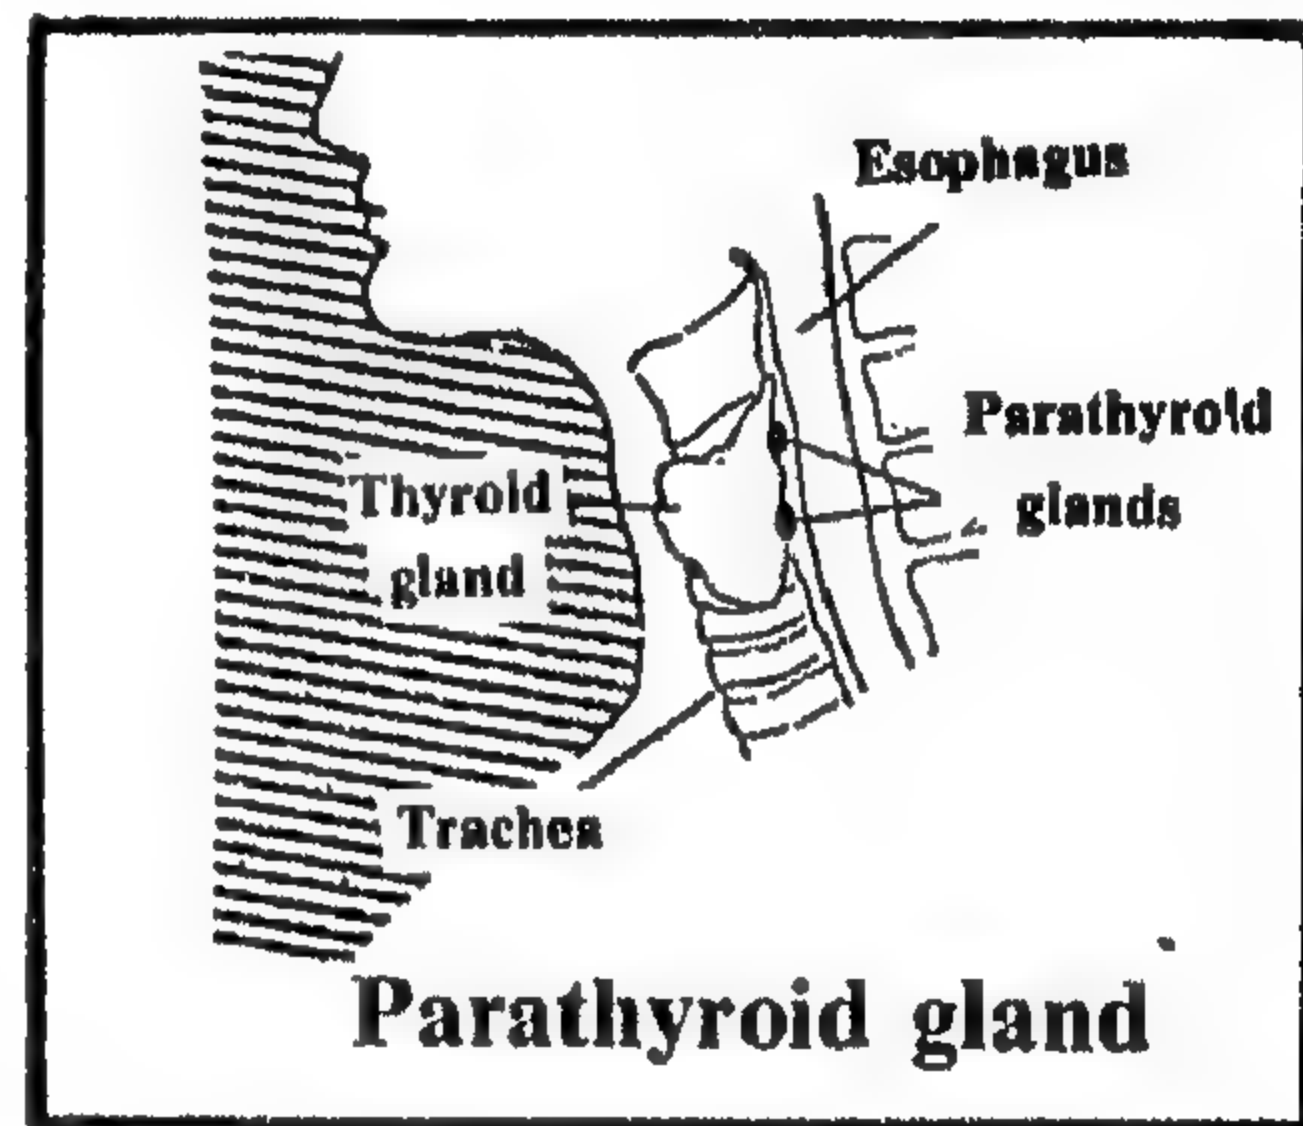 Esophagus
Parathyroid
glands
Thyroid
gland
Trachea
Parathyroid gland